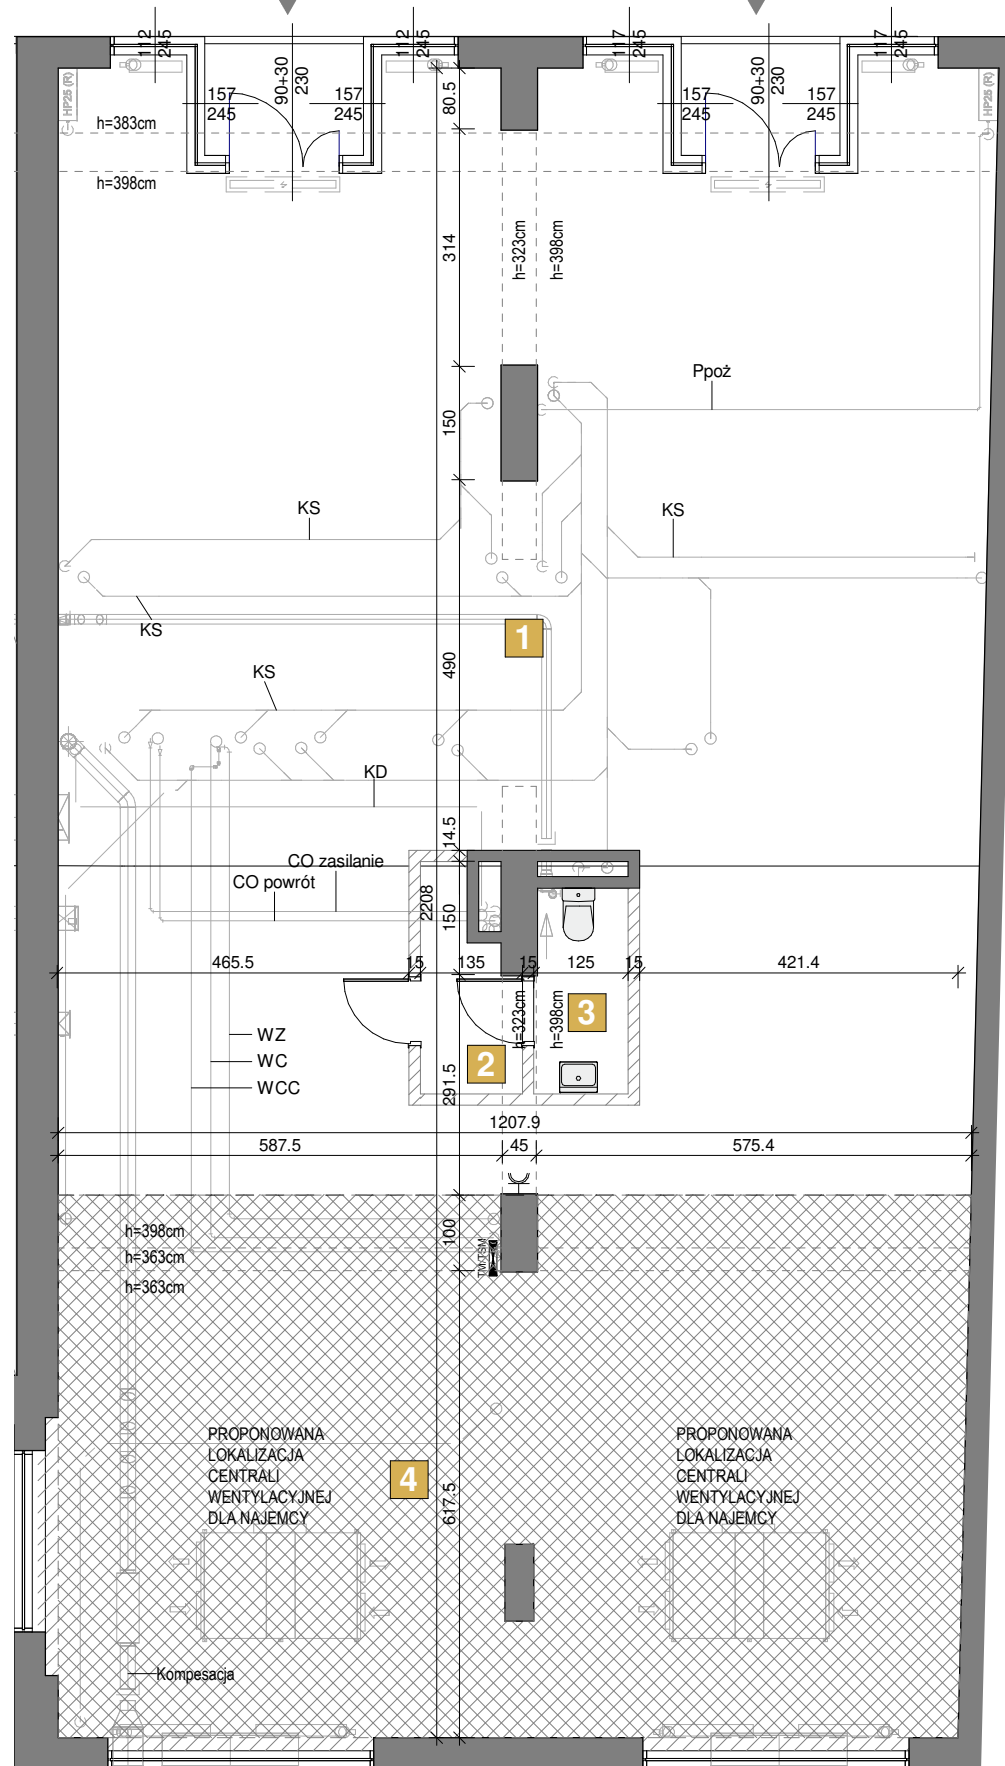 112
245
112
245
117
245
117
245
HP25 (R)
HP25 (R)
157
245
90+30
230
157
245
157
245
90+30
230
157
245
80.5
h=383cm
h=398cm
314
h=323cm
h=398cm
Ppoż
150
KS
KS
KS
1
490
KS
KD
14.5
CO zasilanie
CO powrót
2208
150
465.5
15
135
15
125
15
421.4
h=323cm
h=398cm
3
2
WZ
WC
WCC
291.5
1207.9
587.5
45
575.4
100
h=398cm
h=363cm
h=363cm
TM/TSM
PROPONOWANA
LOKALIZACJA
CENTRALI
WENTYLACYJNEJ
DLA NAJEMCY
PROPONOWANA
LOKALIZACJA
CENTRALI
WENTYLACYJNEJ
DLA NAJEMCY
4
617.5
Kompesacja